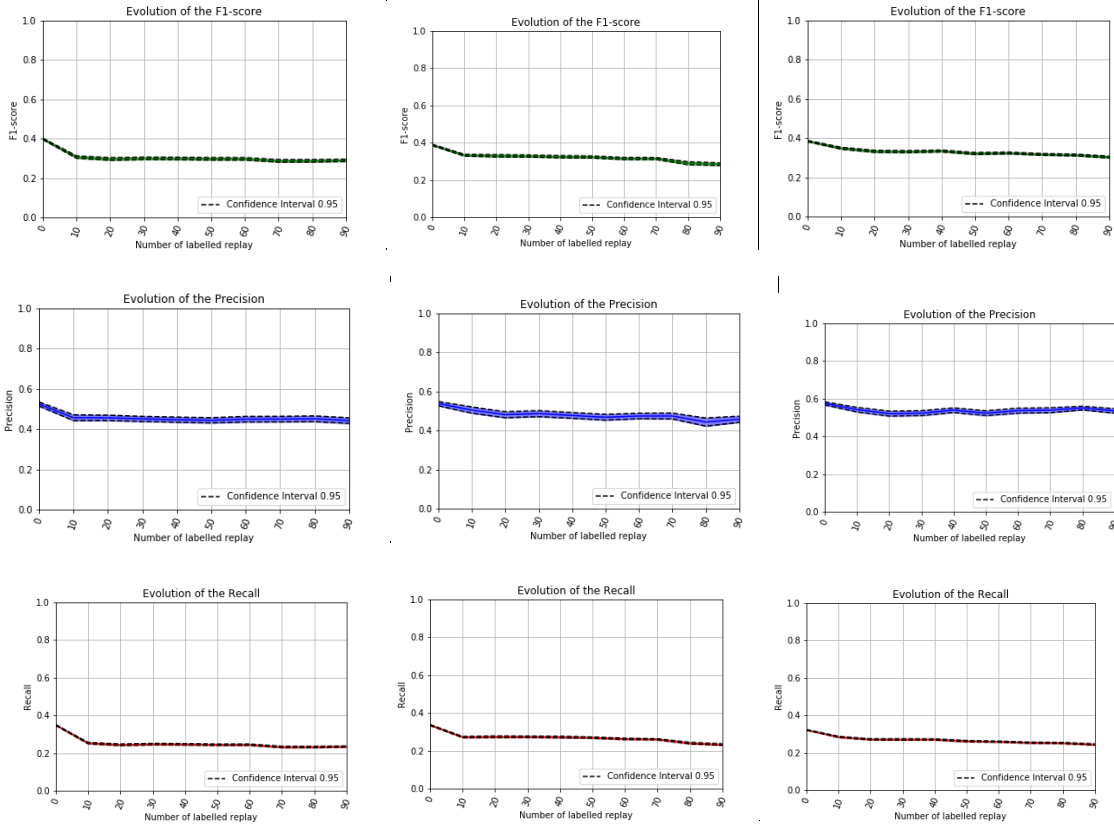 Evolution of the F1-score
1.0
0.8
0.6
0.4
0.2
0.0
F1-score
Confidence Interval 0.95
0 10 20 30 40 50 60 70 80 90
Number of labelled replay
Evolution of the F1-score
1.0
0.8
0.6
0.4
0.2
0.0
F1-score
Confidence Interval 0.95
0 10 20 30 40 50 60 70 80 90
Number of labelled replay
Evolution of the F1-score
1.0
0.8
0.6
0.4
0.2
0.0
F1-score
Confidence Interval 0.95
0 10 20 30 40 50 60 70 80 90
Number of labelled replay
Evolution of the Precision
1.0
0.8
0.6
0.4
0.2
0.0
Precision
Confidence Interval 0.95
0 10 20 30 40 50 60 70 80 90
Number of labelled replay
Evolution of the Precision
1.0
0.8
0.6
0.4
0.2
0.0
Precision
Confidence Interval 0.95
0 10 20 30 40 50 60 70 80 90
Number of labelled replay
Evolution of the Precision
1.0
0.8
0.6
0.4
0.2
0.0
Precision
Confidence Interval 0.95
0 10 20 30 40 50 60 70 80 90
Number of labelled replay
Evolution of the Recall
1.0
0.8
0.6
0.4
0.2
0.0
Recall
Confidence Interval 0.95
0 10 20 30 40 50 60 70 80 90
Number of labelled replay
Evolution of the Recall
1.0
0.8
0.6
0.4
0.2
0.0
Recall
Confidence Interval 0.95
0 10 20 30 40 50 60 70 80 90
Number of labelled replay
Evolution of the Recall
1.0
0.8
0.6
0.4
0.2
0.0
Recall
Confidence Interval 0.95
0 10 20 30 40 50 60 70 80 90
Number of labelled replay